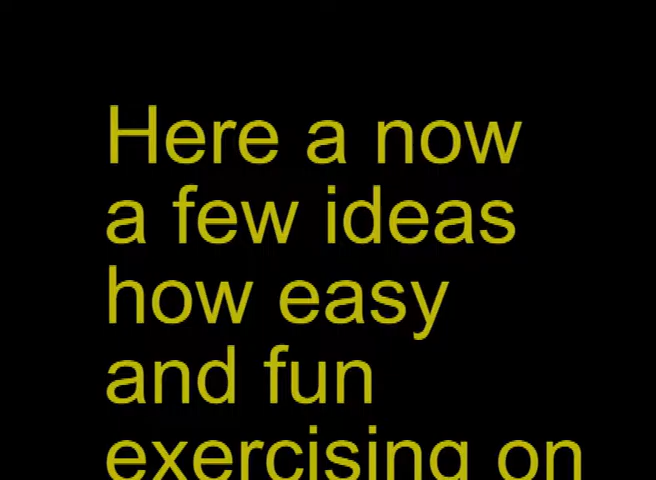 Here a now
a few ideas
how easy
and fun
exercising on